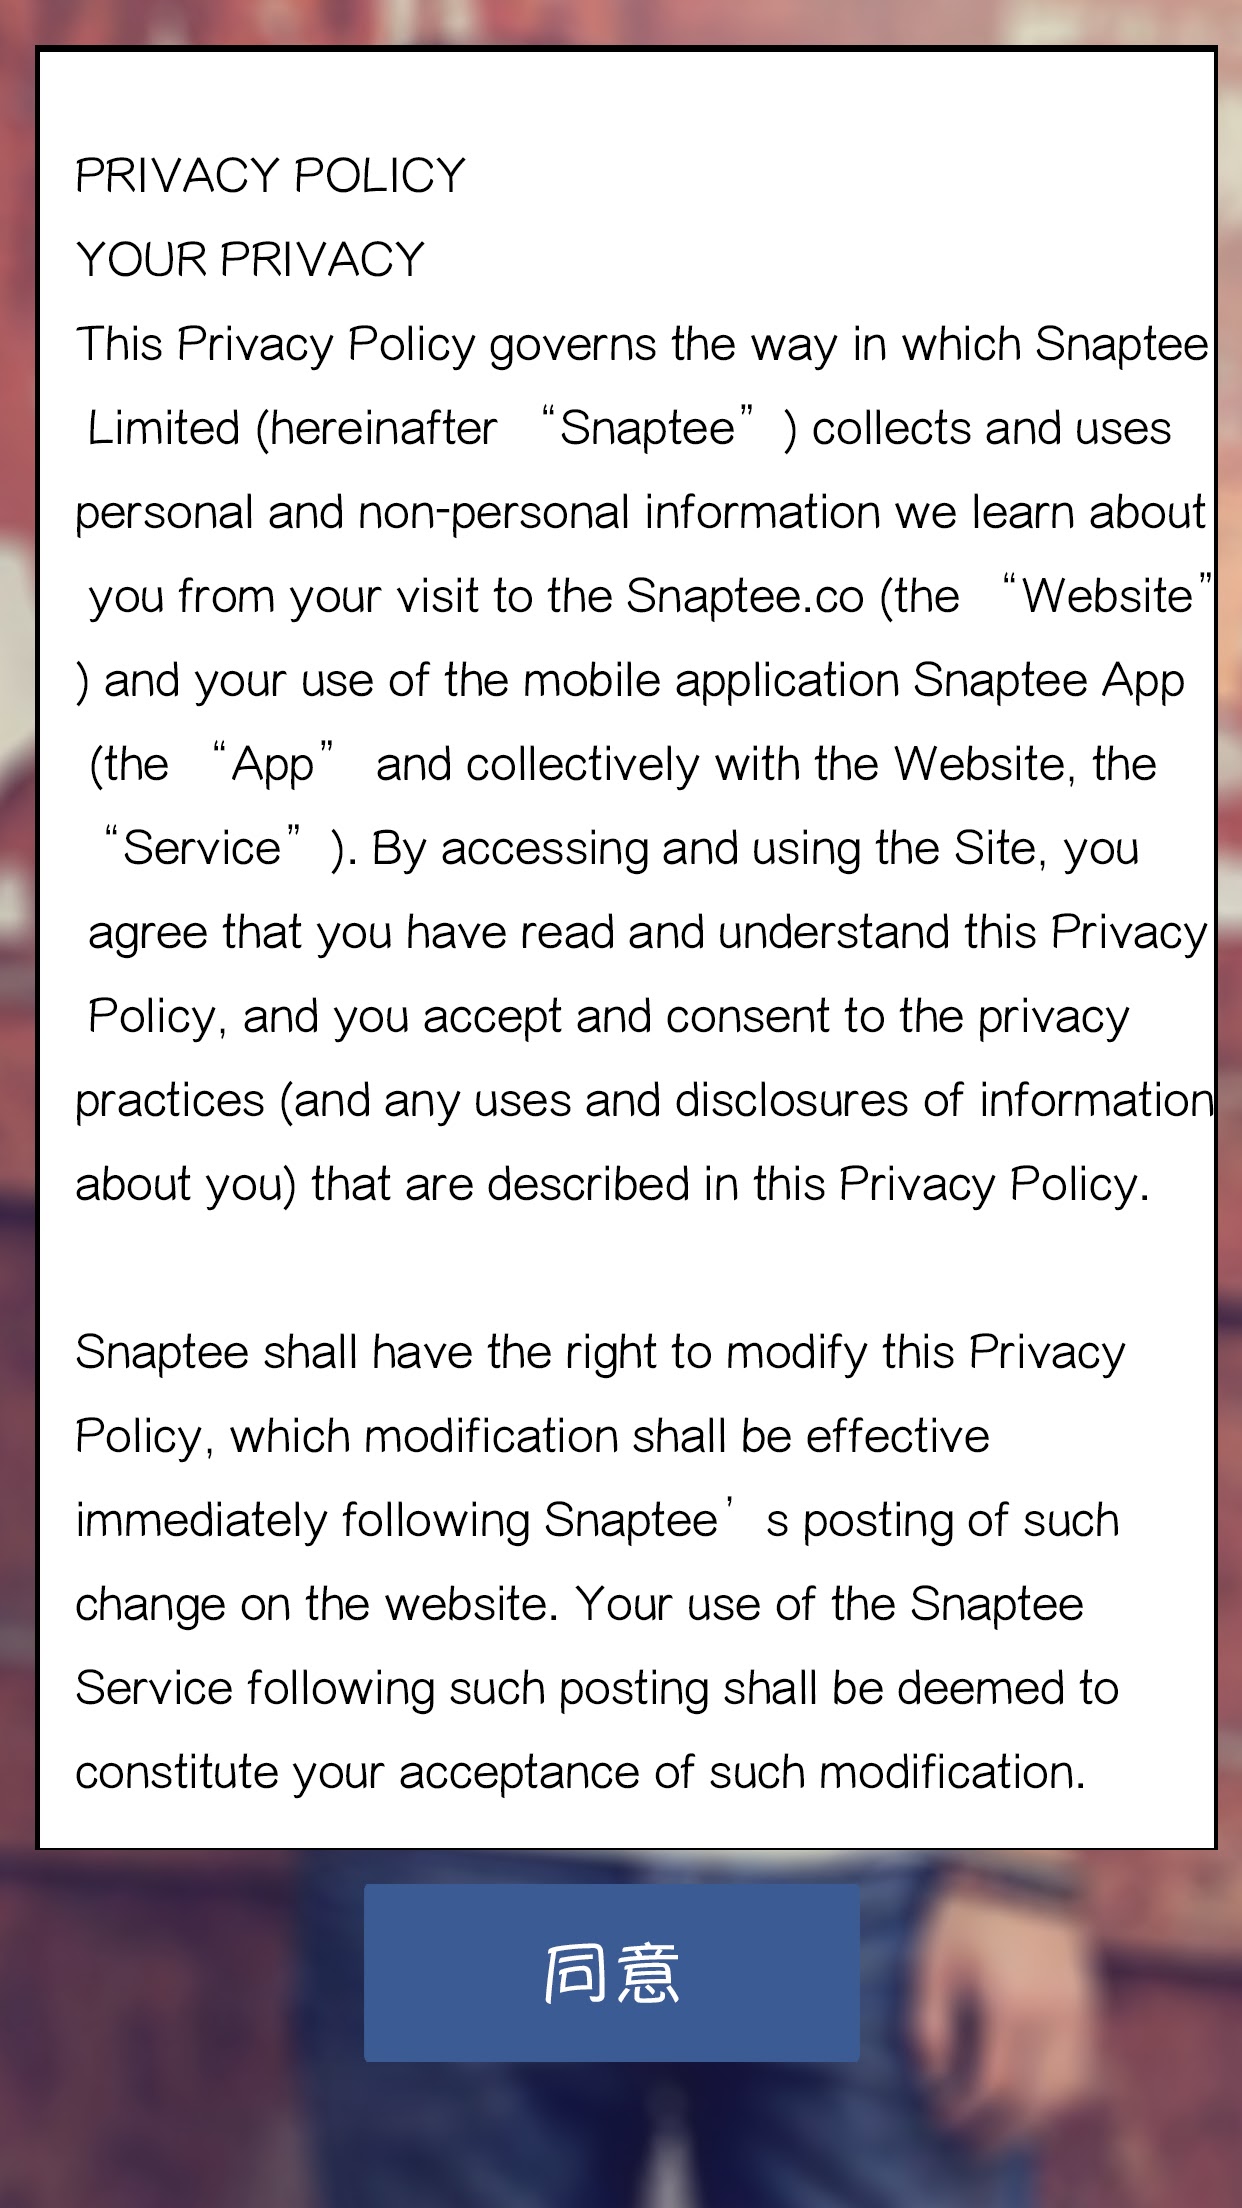 PRIVACY POLICY
YOUR PRIVACY
This Privacy Policy governs the way in which Snaptee
Limited (hereinafter “Snaptee”) collects and uses
personal and non-personal information we learn about
you from your visit to the Snaptee.co (the “Website”
) and your use of the mobile application Snaptee App
(the “App” and collectively with the Website, the
“Service”). By accessing and using the Site, you
agree that you have read and understand this Privacy
Policy, and you accept and consent to the privacy
practices (and any uses and disclosures of information
about you) that are described in this Privacy Policy.
Snaptee shall have the right to modify this Privacy
Policy, which modification shall be effective
immediately following Snaptee’s posting of such
change on the website. Your use of the Snaptee
Service following such posting shall be deemed to
constitute your acceptance of such modification.
同意